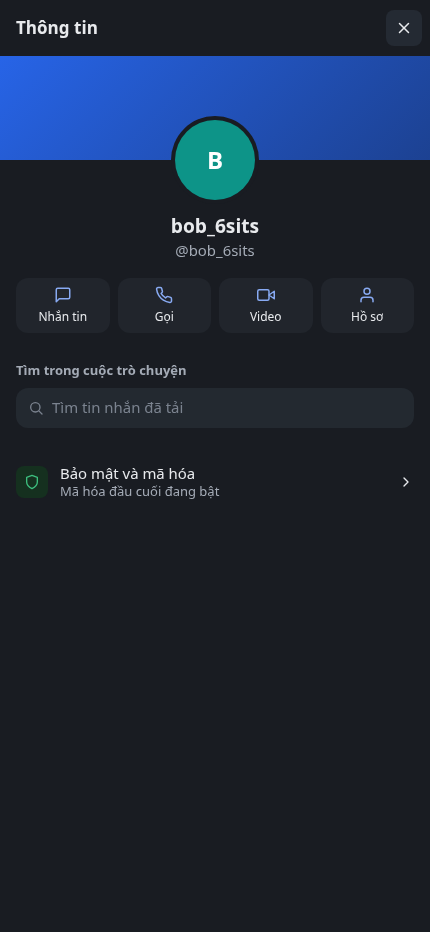 Thông tin
B
bob_6sits
@bob_6sits
Nhắn tin
Gọi
Video
Hồ sơ
Tìm trong cuộc trò chuyện
Tìm tin nhắn đã tải
Bảo mật và mã hóa
Mã hóa đầu cuối đang bật